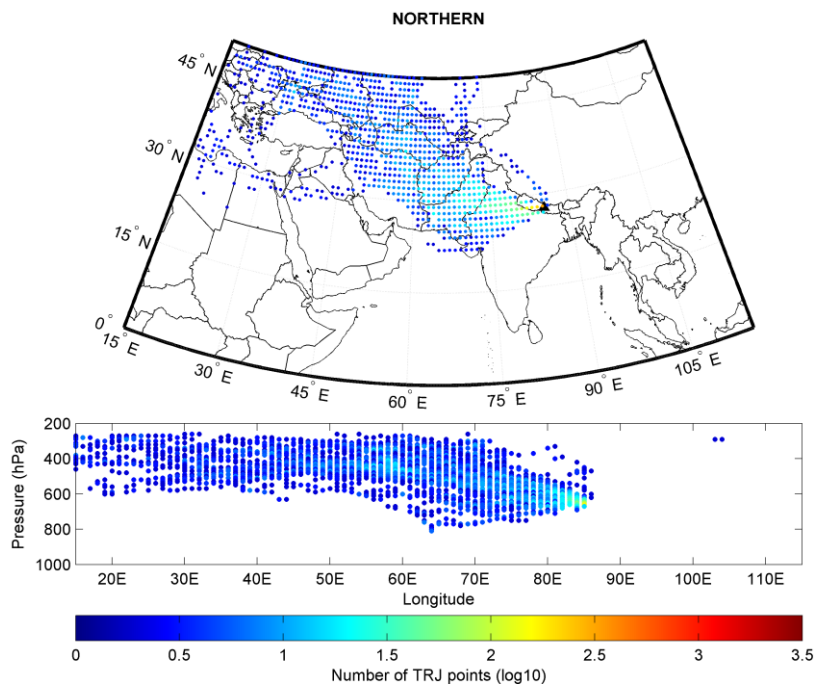 NORTHERN
45° N
30° N
15° N
0°
15° E
30° E
45° E
60° E
75° E
90° E
105° E
200
400
600
800
1000
Pressure (hPa)
20E 30E 40E 50E 60E 70E 80E 90E 100E 110E
Longitude
0 0.5 1 1.5 2 2.5 3 3.5
Number of TRJ points (log10)